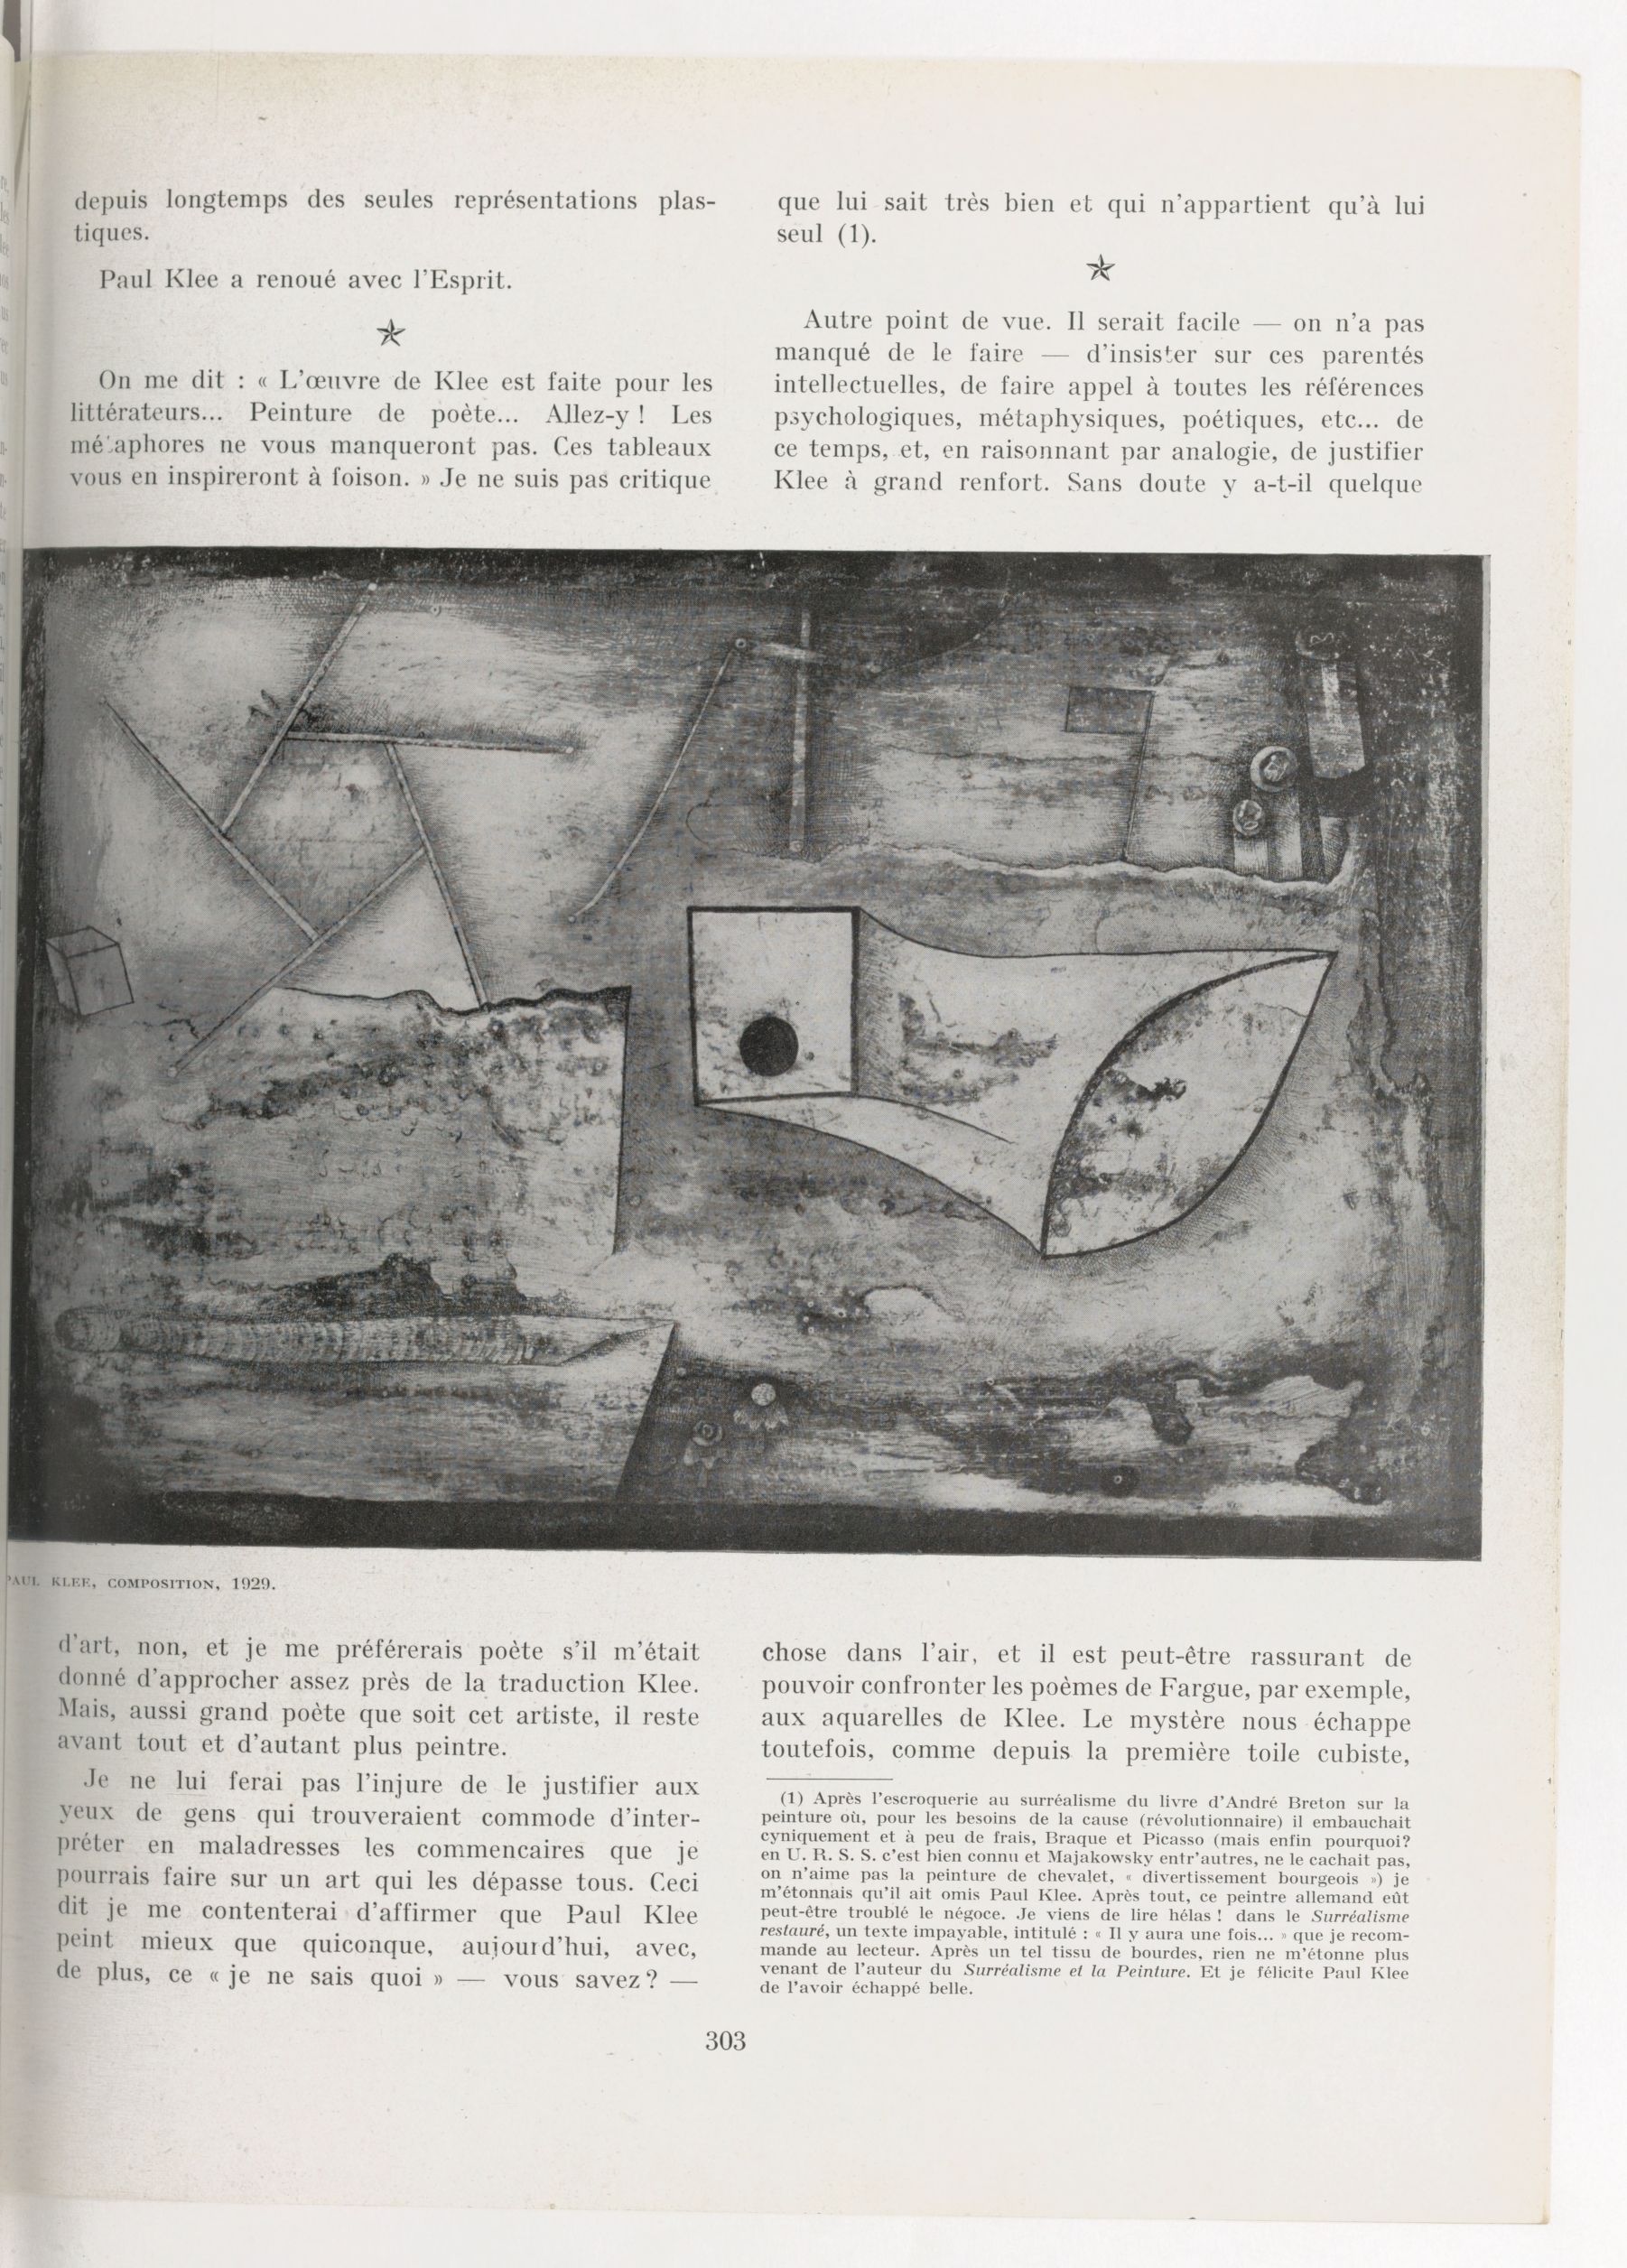 depuis longtemps des seules représentations plas-
tiques.
Paul Klee a renoué avec l'Esprit.
On me dit : « L'œuvre de Klee est faite pour les
littérateurs... Peinture de poète... Allez-y ! Les
métaphores ne vous manqueront pas. Ces tableaux
vous en inspireront à foison. » Je ne suis pas critique
d'art, non, et je me préférerais poète s'il m'était
donné d'approcher assez près de la traduction Klee.
Mais, aussi grand poète que soit cet artiste, il reste
avant tout et d'autant plus peintre.
Je ne lui ferai pas l'injure de le justifier aux
yeux de gens qui trouveraient commode d'inter-
préter en maladresses les commencaires que je
pourrais faire sur un art qui les dépasse tous. Ceci
dit je me contenterai d'affirmer que Paul Klee
peint mieux que quiconque, aujourd'hui, avec,
de plus, ce « je ne sais quoi » — vous savez ? —
que lui sait très bien et qui n'appartient qu'à lui
seul (1).
Autre point de vue. Il serait facile — on n'a pas
manqué de le faire — d'insister sur ces parentés
intellectuelles, de faire appel à toutes les références
psychologiques, métaphysiques, poétiques, etc... de
ce temps, et, en raisonnant par analogie, de justifier
Klee à grand renfort. Sans doute y a-t-il quelque
chose dans l'air, et il est peut-être rassurant de
pouvoir confronter les poèmes de Fargue, par exemple,
aux aquarelles de Klee. Le mystère nous échappe
toutefois, comme depuis la première toile cubiste,
PAUL KLEE, COMPOSITION, 1929.
(1) Après l'escroquerie au surréalisme du livre d'André Breton sur la
peinture où, pour les besoins de la cause (révolutionnaire) il embauchait
cyniquement et à peu de frais, Braque et Picasso (mais enfin pourquoi?
en U. R. S. S. c'est bien connu et Majakowsky entr'autres, ne le cachait pas,
on n'aime pas la peinture de chevalet, « divertissement bourgeois ») je
m'étonnais qu'il ait omis Paul Klee. Après tout, ce peintre allemand eût
peut-être troublé le négoce. Je viens de lire hélas ! dans le Surréalisme
restauré, un texte impayable, intitulé : « Il y aura une fois... » que je recom-
mande au lecteur. Après un tel tissu de bourdes, rien ne m'étonne plus
venant de l'auteur du Surréalisme et la Peinture. Et je félicite Paul Klee
de l'avoir échappé belle.
303